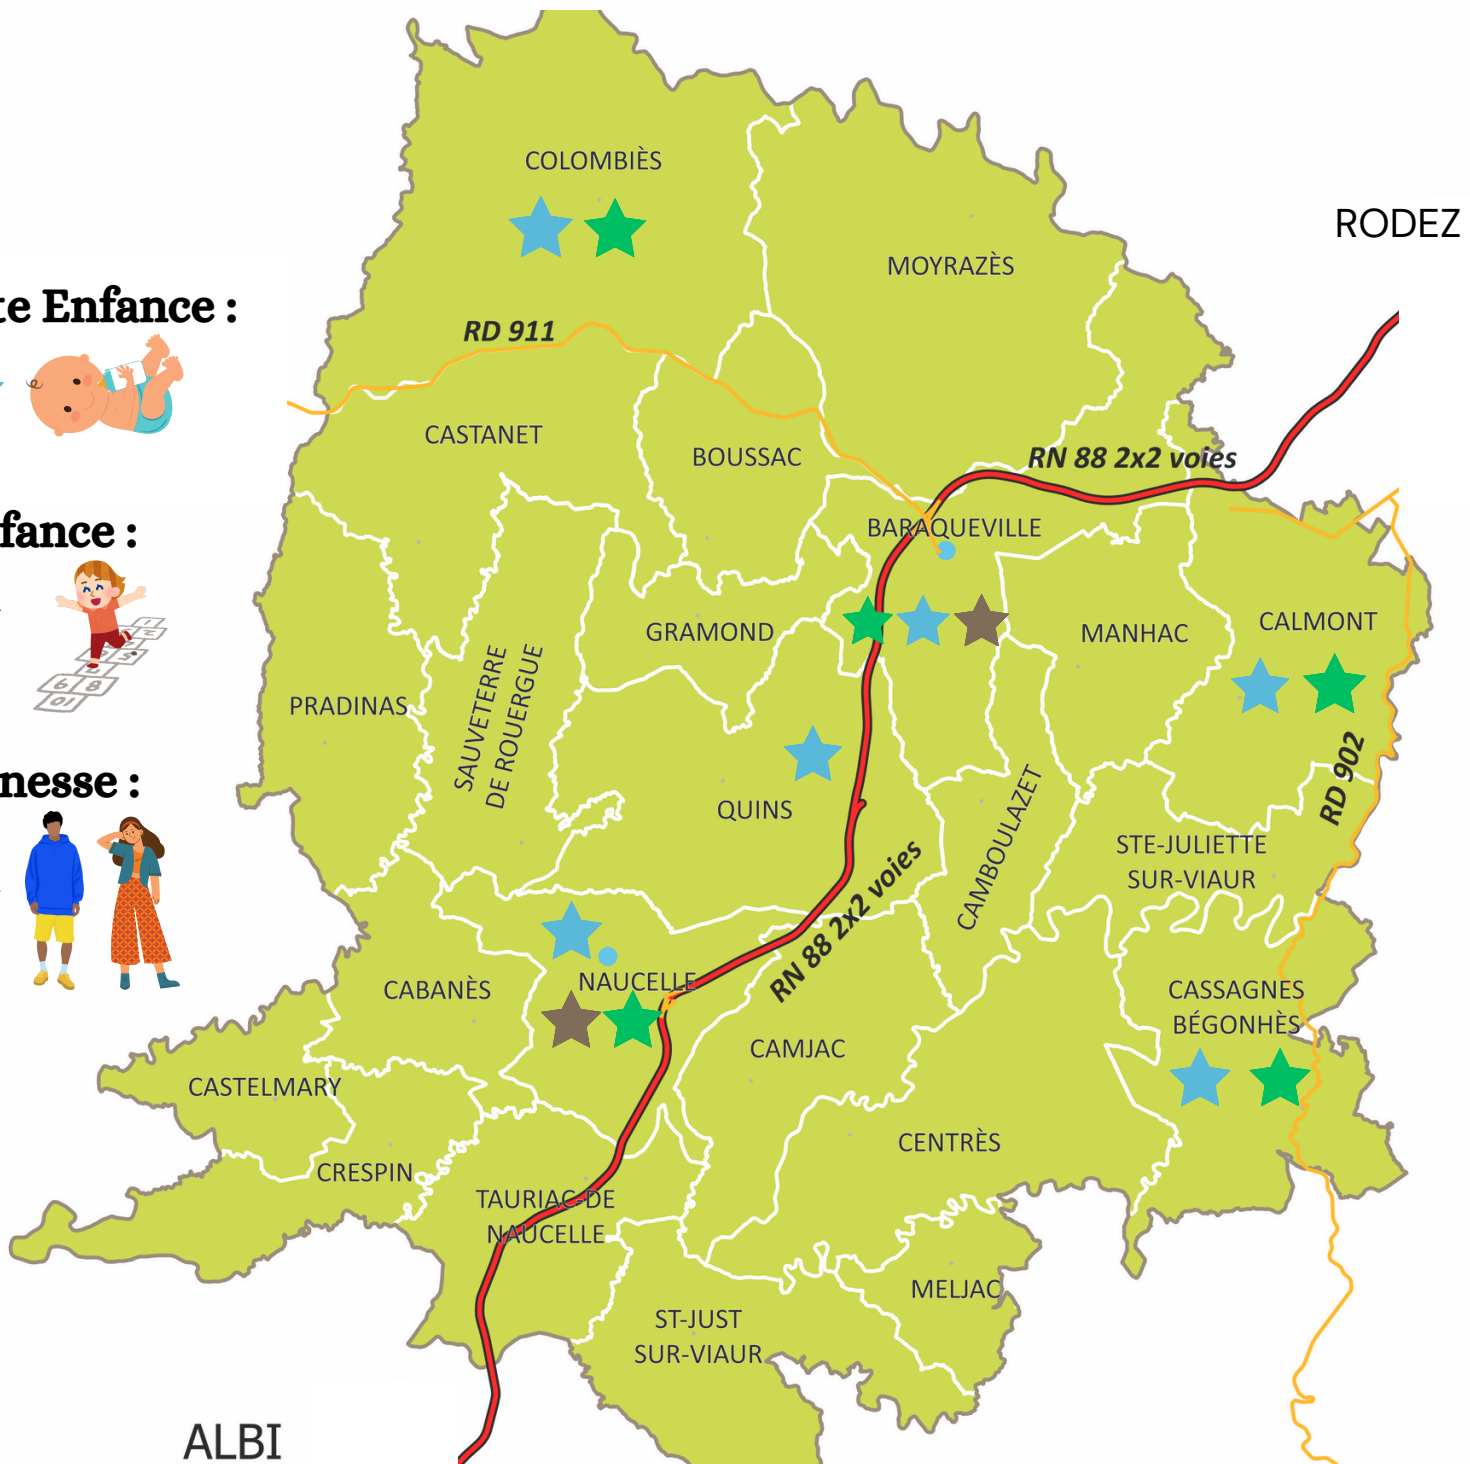 COLOMBIÈS
RODEZ
MOYRAZÈS
te Enfance :
RD 911
CASTANET
BOUSSAC
RN 88 2x2 voies
fance :
BARAQUEVILLE
GRAMOND
MANHAC
CALMONT
PRADINAS
SAUVETERRE
DE ROUERGUE
nesse :
QUINS
CAMBOULAZET
RD 902
STE-JULIETTE
SUR-VIAUR
RN 88 2x2 voies
CABANÈS
NAUCELLE
CASSAGNES
BÉGONHÈS
CAMJAC
CASTELMARY
CENTRÈS
CRESPIN
TAURIAC-DE
NAUCELLE
MELJAC
ST-JUST
SUR-VIAUR
ALBI